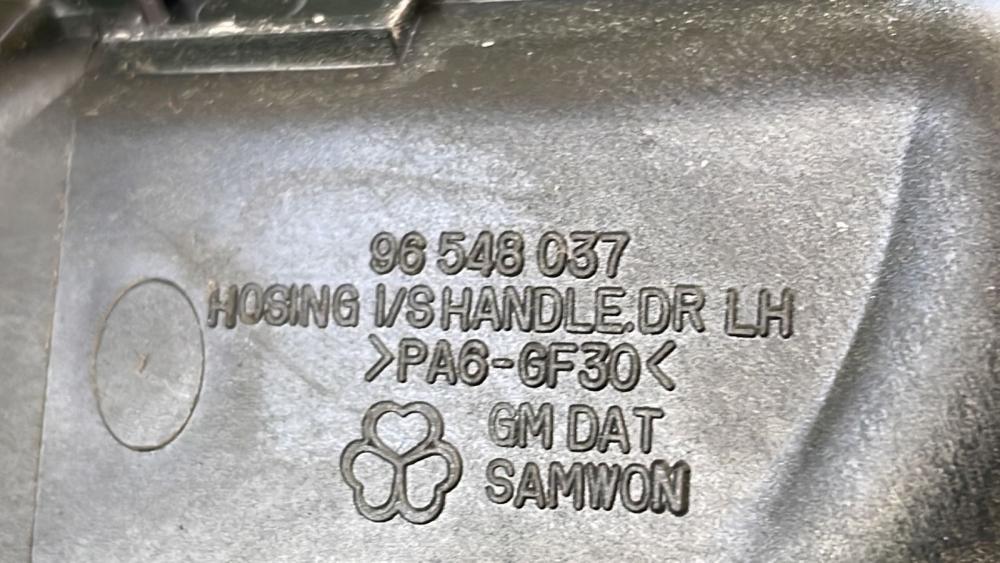 96 548 037
HOSING I/S HANDLE.DR LH
>PA6-GF30<
GM DAT
SAMWON